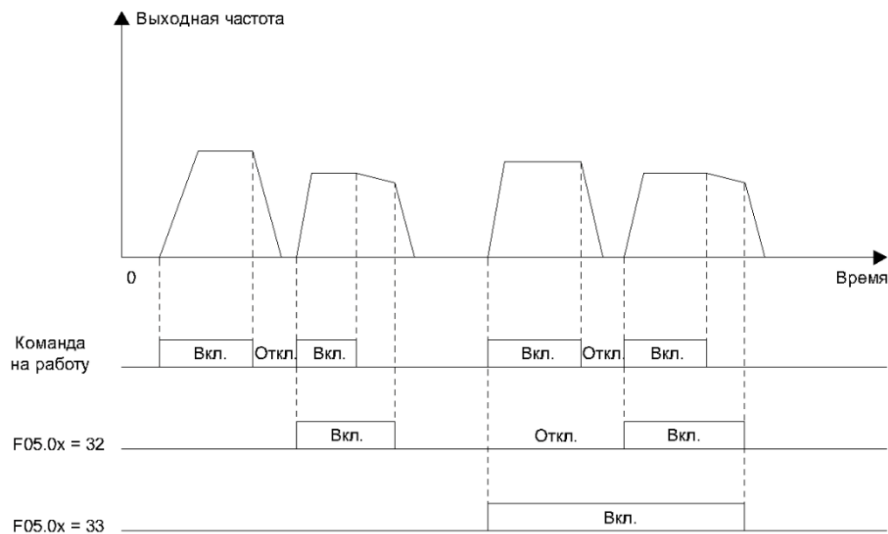 Выходная частота
0
Время
Команда
на работу
Вкл. Откл. Вкл. Вкл. Откл. Вкл.
F05.0x = 32
Вкл. Откл. Вкл.
F05.0x = 33
Вкл.